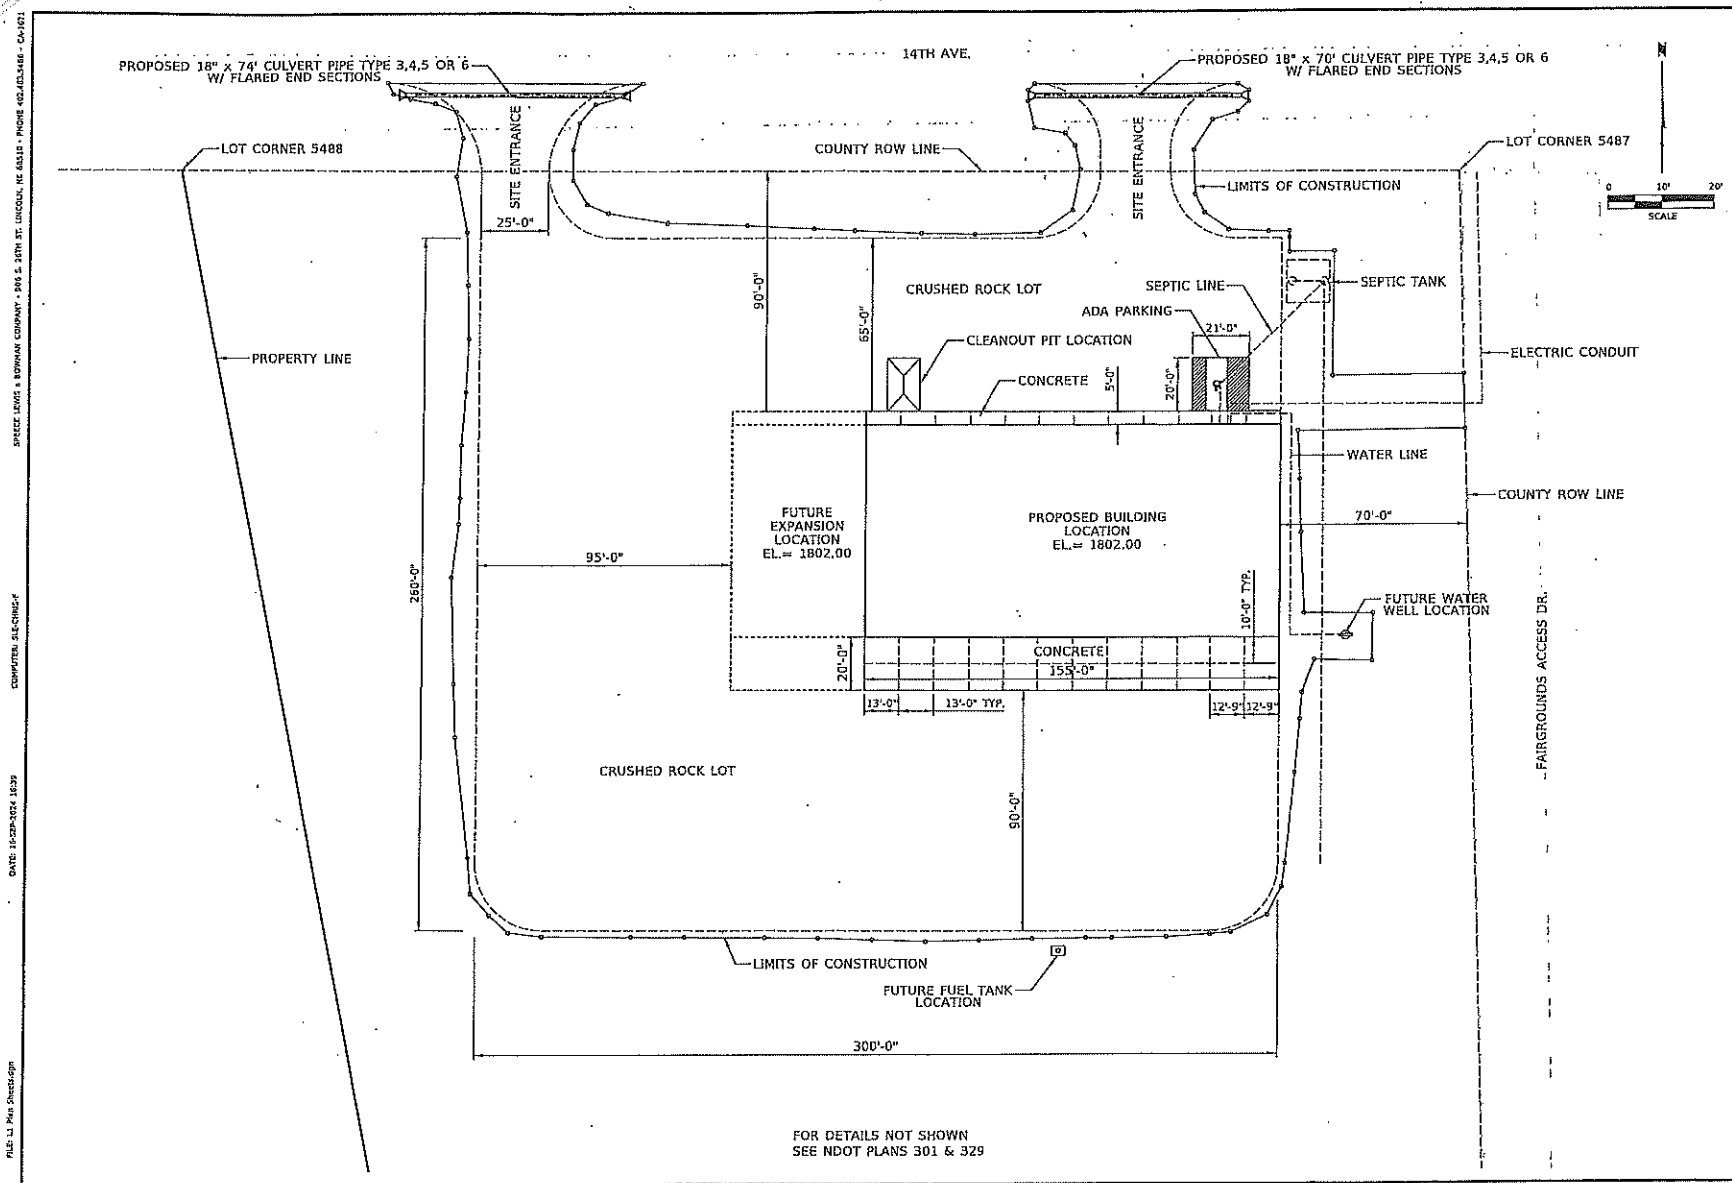 14TH AVE.
PROPOSED 18" x 74' CULVERT PIPE TYPE 3,4,5 OR 6
W/ FLARED END SECTIONS
PROPOSED 18" x 70' CULVERT PIPE TYPE 3,4,5 OR 6
W/ FLARED END SECTIONS
N
SITE ENTRANCE
SITE ENTRANCE
LOT CORNER 5488
COUNTY ROW LINE
LOT CORNER 5487
LIMITS OF CONSTRUCTION
0 10' 20'
SCALE
25'-0"
90'-0"
65'-0"
CRUSHED ROCK LOT
SEPTIC LINE
SEPTIC TANK
ADA PARKING
21'-0"
CLEANOUT PIT LOCATION
PROPERTY LINE
ELECTRIC CONDUIT
CONCRETE
5'-0"
20'-0"
WATER LINE
COUNTY ROW LINE
FUTURE
EXPANSION
LOCATION
EL.= 1802.00
PROPOSED BUILDING
LOCATION
EL.= 1802.00
70'-0"
95'-0"
260'-0"
10'-0" TYP.
FUTURE WATER
WELL LOCATION
FAIRGROUNDS ACCESS DR.
CONCRETE
20'-0"
155'-0"
13'-0"
13'-0" TYP.
12'-9"
12'-9"
CRUSHED ROCK LOT
90'-0"
LIMITS OF CONSTRUCTION
FUTURE FUEL TANK
LOCATION
300'-0"
FOR DETAILS NOT SHOWN
SEE NDOT PLANS 301 & 329